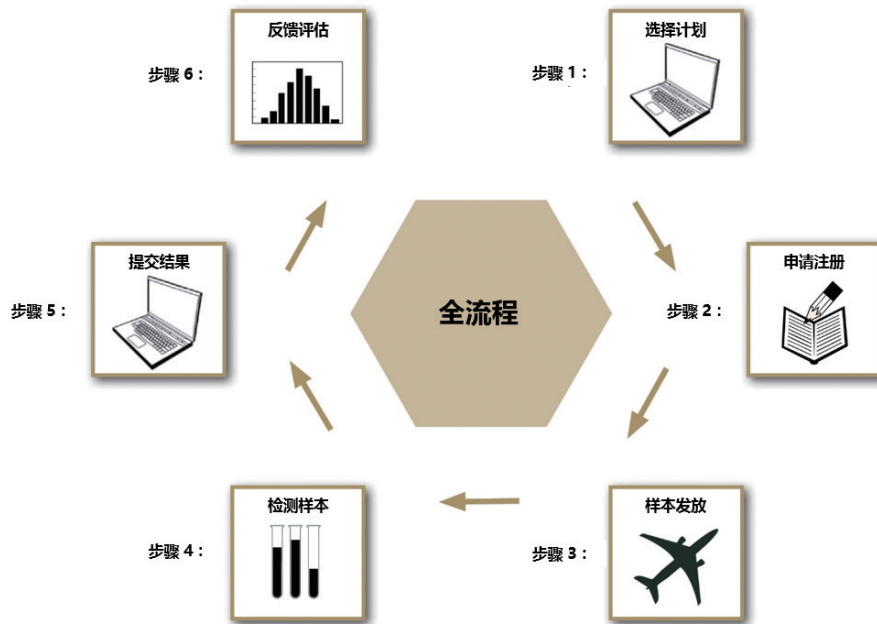 步骤 1：
选择计划
步骤 2：
申请注册
步骤 3：
样本发放
步骤 4：
检测样本
步骤 5：
提交结果
步骤 6：
反馈评估
全流程